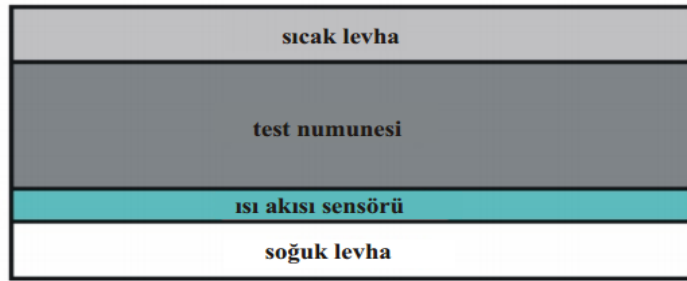 sıcak levha
test numunesi
ısı akısı sensörü
soğuk levha